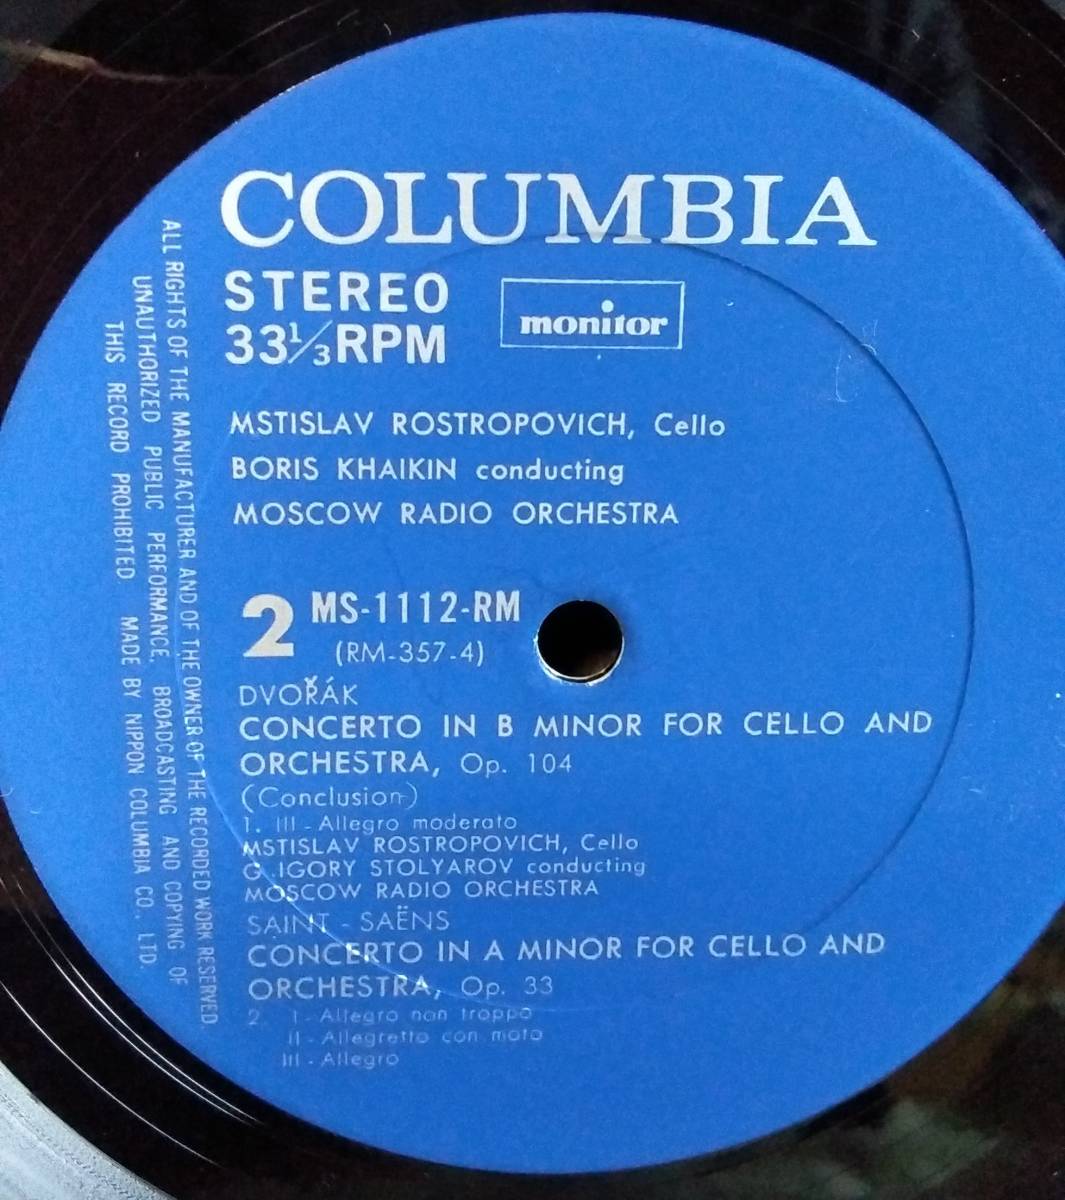 COLUMBIA
STEREO
33⅓ RPM
monitor
MSTISLAV ROSTROPOVICH, Cello
BORIS KHAIKIN conducting
MOSCOW RADIO ORCHESTRA
2 MS-1112-RM
(RM-357-4)
DVOŘÁK
CONCERTO IN B MINOR FOR CELLO AND
ORCHESTRA, Op. 104
(Conclusion)
1. III - Allegro moderato
MSTISLAV ROSTROPOVICH, Cello
G.IGORY STOLYAROV conducting
MOSCOW RADIO ORCHESTRA
SAINT - SAËNS
CONCERTO IN A MINOR FOR CELLO AND
ORCHESTRA, Op. 33
2. I - Allegro non troppo
II - Allegretto con moto
III - Allegro
ALL RIGHTS OF THE MANUFACTURER AND OF THE OWNER OF THE RECORDED WORK RESERVED
UNAUTHORIZED PUBLIC PERFORMANCE, BROADCASTING AND COPYING OF
THIS RECORD PROHIBITED. MADE BY NIPPON COLUMBIA CO., LTD.